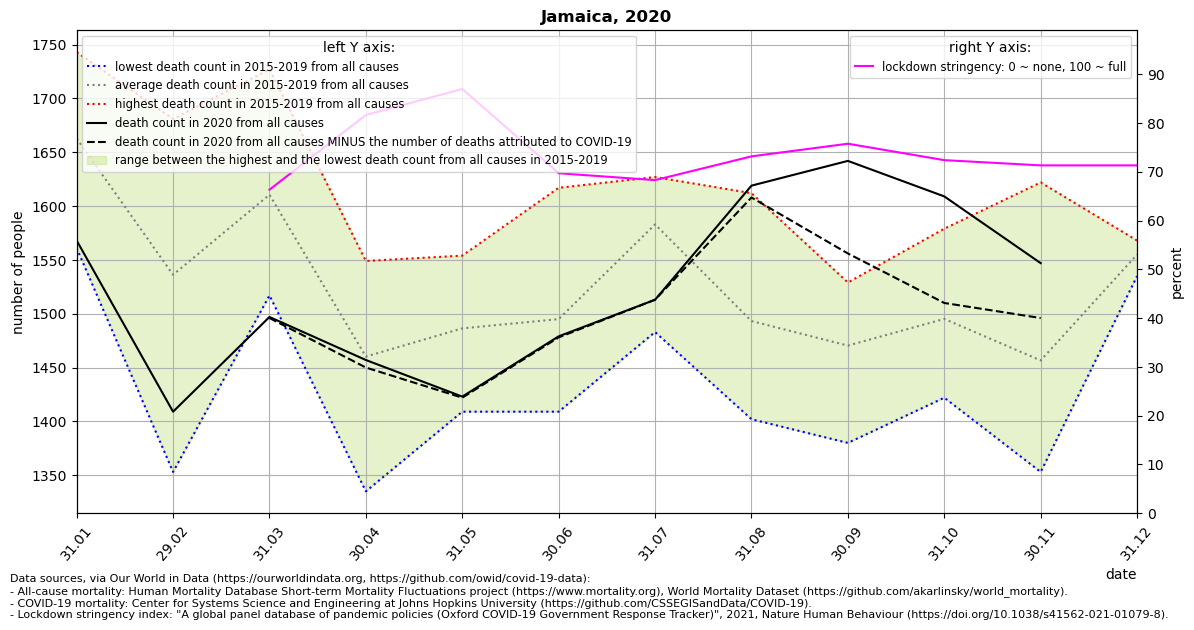 Jamaica, 2020
left Y axis:
lowest death count in 2015-2019 from all causes
average death count in 2015-2019 from all causes
highest death count in 2015-2019 from all causes
death count in 2020 from all causes
death count in 2020 from all causes MINUS the number of deaths attributed to COVID-19
range between the highest and the lowest death count from all causes in 2015-2019
right Y axis:
lockdown stringency: 0 ~ none, 100 ~ full
number of people
1750
1700
1650
1600
1550
1500
1450
1400
1350
percent
90
80
70
60
50
40
30
20
10
0
31.01
29.02
31.03
30.04
31.05
30.06
31.07
31.08
30.09
31.10
30.11
31.12
date
Data sources, via Our World in Data (https://ourworldindata.org, https://github.com/owid/covid-19-data):
- All-cause mortality: Human Mortality Database Short-term Mortality Fluctuations project (https://www.mortality.org), World Mortality Dataset (https://github.com/akarlinsky/world_mortality).
- COVID-19 mortality: Center for Systems Science and Engineering at Johns Hopkins University (https://github.com/CSSEGISandData/COVID-19).
- Lockdown stringency index: "A global panel database of pandemic policies (Oxford COVID-19 Government Response Tracker)", 2021, Nature Human Behaviour (https://doi.org/10.1038/s41562-021-01079-8).